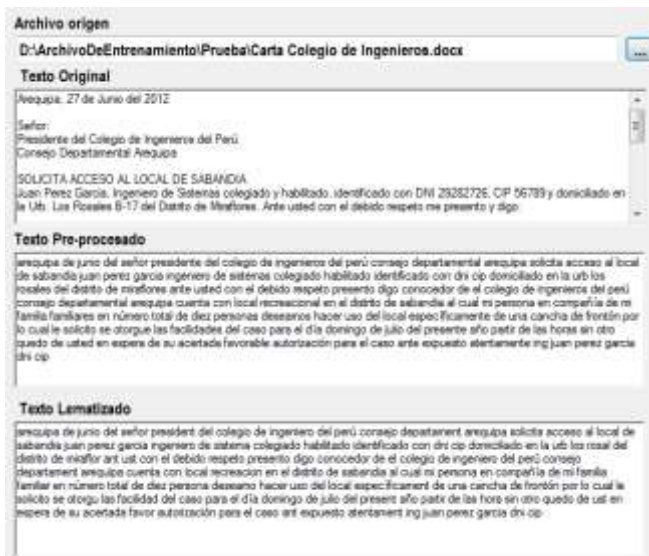 Archivo origen
D:\ArchivoDeEntrenamiento\Prueba\Carta Colegio de Ingenieros.docx
...
Texto Original
Arequipa, 27 de Junio del 2012
Señor:
Presidente del Colegio de Ingenieros del Perú
Consejo Departamental Arequipa
SOLICITA ACCESO AL LOCAL DE SABANDIA
Juan Perez Garcia, Ingeniero de Sistemas colegiado y habilitado, identificado con DNI 29282726, CIP 56789 y domiciliado en
la Urb. Los Rosales B-17 del Distrito de Miraflores. Ante usted con el debido respeto me presento y digo:
Texto Pre-procesado
arequipa de junio del señor presidente del colegio de ingenieros del perú consejo departamental arequipa solicita acceso al local
de sabandia juan perez garcia ingeniero de sistemas colegiado habilitado identificado con dni cip domiciliado en la urb los
rosales del distrito de miraflores ante usted con el debido respeto presento digo conocedor de el colegio de ingenieros del perú
consejo departamental arequipa cuenta con local recreacional en el distrito de sabandia al cual mi persona en compañía de mi
familia familiares en número total de diez personas deseamos hacer uso del local específicamente de una cancha de frontón por
lo cual le solicito se otorgue las facilidades del caso para el día domingo de julio del presente año partir de las horas sin otro
quedo de usted en espera de su acertada favorable autorización para el caso ante expuesto atentamente ing juan perez garcia
dni cip
Texto Lematizado
arequipa de junio del señor president del colegio de ingeniero del perú consejo departament arequipa solicita acceso al local de
sabandia juan perez garcia ingeniero de sistema colegiado habilitado identificado con dni cip domiciliado en la urb los rosal del
distrito de miraflor ant ust con el debido respeto presento digo conocedor de el colegio de ingeniero del perú consejo
departament arequipa cuenta con local recreacion en el distrito de sabandia al cual mi persona en compañía de mi familia
familiar en número total de diez persona deseamo hacer uso del local específicament de una cancha de frontón por lo cual le
solicito se otorgu las facilidad del caso para el día domingo de julio del present año partir de las hora sin otro quedo de ust en
espera de su acertada favor autorización para el caso ant expuesto atentament ing juan perez garcia dni cip